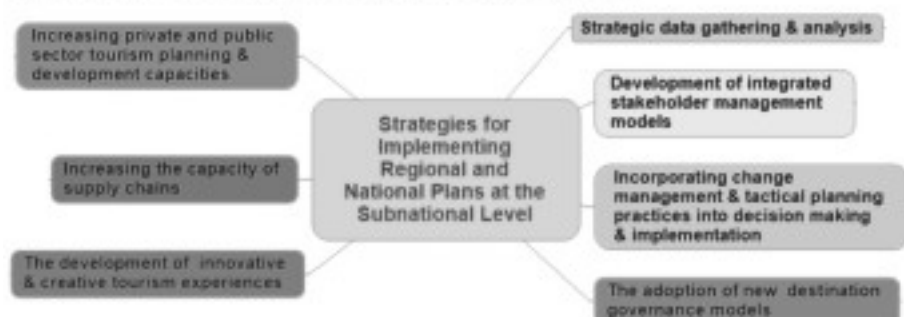 Increasing private and public
sector tourism planning &
development capacities
Increasing the capacity of
supply chains
The development of innovative
& creative tourism experiences
Strategies for
Implementing
Regional and
National Plans at the
Subnational Level
Strategic data gathering & analysis
Development of integrated
stakeholder management
models
Incorporating change
management & tactical planning
practices into decision making
& implementation
The adoption of new destination
governance models